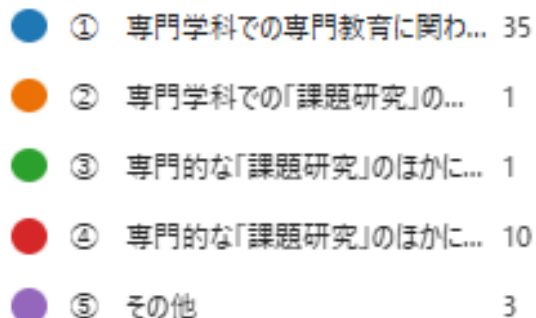 ① 専門学科での専門教育に関わ... 35
② 専門学科での「課題研究」の... 1
③ 専門的な「課題研究」のほかに... 1
④ 専門的な「課題研究」のほかに... 10
⑤ その他 3